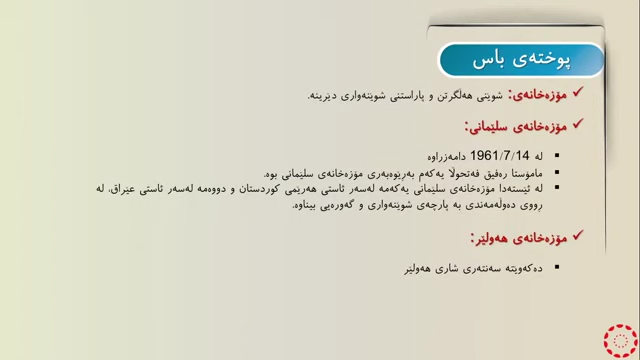 پوختەی باس
مۆزەخانەی: شوێنی هەڵگرتن و پاراستنی شوێنەواری دێرینە.
مۆزەخانەی سلێمانی:
لە 1961/7/14 دامەزراوە
مامۆستا رەفیق فەتحوڵا یەکەم بەڕێوەبەری مۆزەخانەی سلێمانی بوە.
لە ئێستەدا مۆزەخانەی سلێمانی یەکەمە لەسەر ئاستی هەرێمی کوردستان و دووەمە لەسەر ئاستی عێراق، لە
ڕووی دەوڵەمەندی بە پارچەی شوێنەواری و گەورەیی بیناوە.
مۆزەخانەی هەولێر:
دەکەوێتە سەنتەری شاری هەولێر